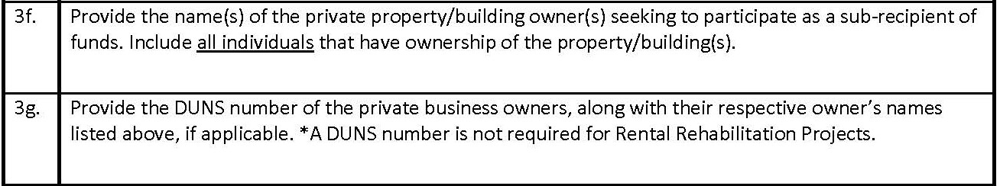 3f. Provide the name(s) of the private property/building owner(s) seeking to participate as a sub-recipient of
funds. Include all individuals that have ownership of the property/building(s).
3g. Provide the DUNS number of the private business owners, along with their respective owner’s names
listed above, if applicable. *A DUNS number is not required for Rental Rehabilitation Projects.